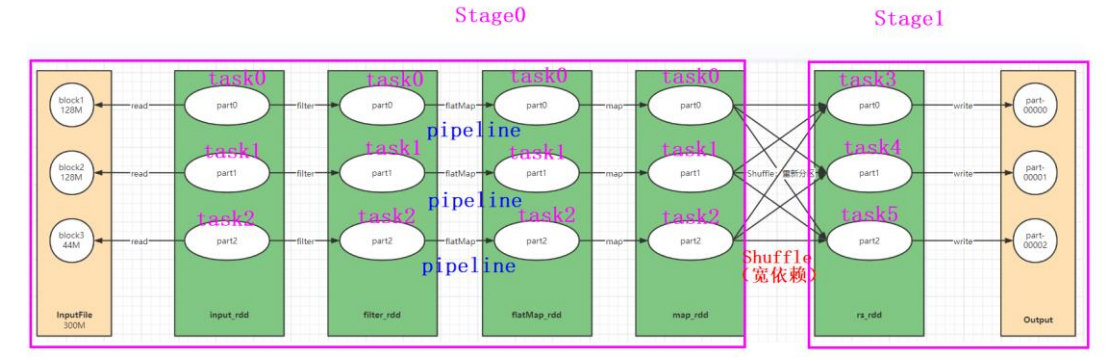 Stage0
Stage1
task0
task0
task0
task0
task3
block1
128M
read
part0
filter
part0
flatMap
part0
map
part0
part0
write
part-
00000
pipeline
task1
task1
task1
task1
task4
block2
128M
read
part1
filter
part1
flatMap
part1
map
part1
Shuffle：重新分区
part1
write
part-
00001
pipeline
task2
task2
task2
task2
task5
block3
44M
read
part2
filter
part2
flatMap
part2
map
part2
part2
write
part-
00002
pipeline
Shuffle
（宽依赖）
InputFile
300M
input_rdd
filter_rdd
flatMap_rdd
map_rdd
rs_rdd
Output